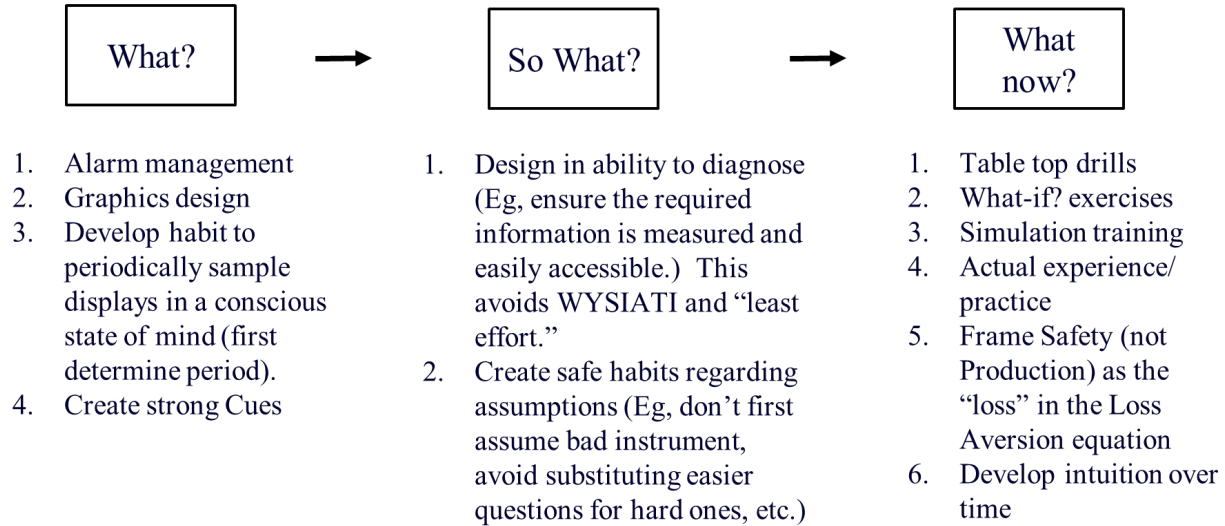 What?
So What?
What
now?
1. Alarm management
2. Graphics design
3. Develop habit to
periodically sample
displays in a conscious
state of mind (first
determine period).
4. Create strong Cues
1. Design in ability to diagnose
(Eg, ensure the required
information is measured and
easily accessible.) This
avoids WYSIATI and “least
effort.”
2. Create safe habits regarding
assumptions (Eg, don’t first
assume bad instrument,
avoid substituting easier
questions for hard ones, etc.)
1. Table top drills
2. What-if? exercises
3. Simulation training
4. Actual experience/
practice
5. Frame Safety (not
Production) as the
“loss” in the Loss
Aversion equation
6. Develop intuition over
time